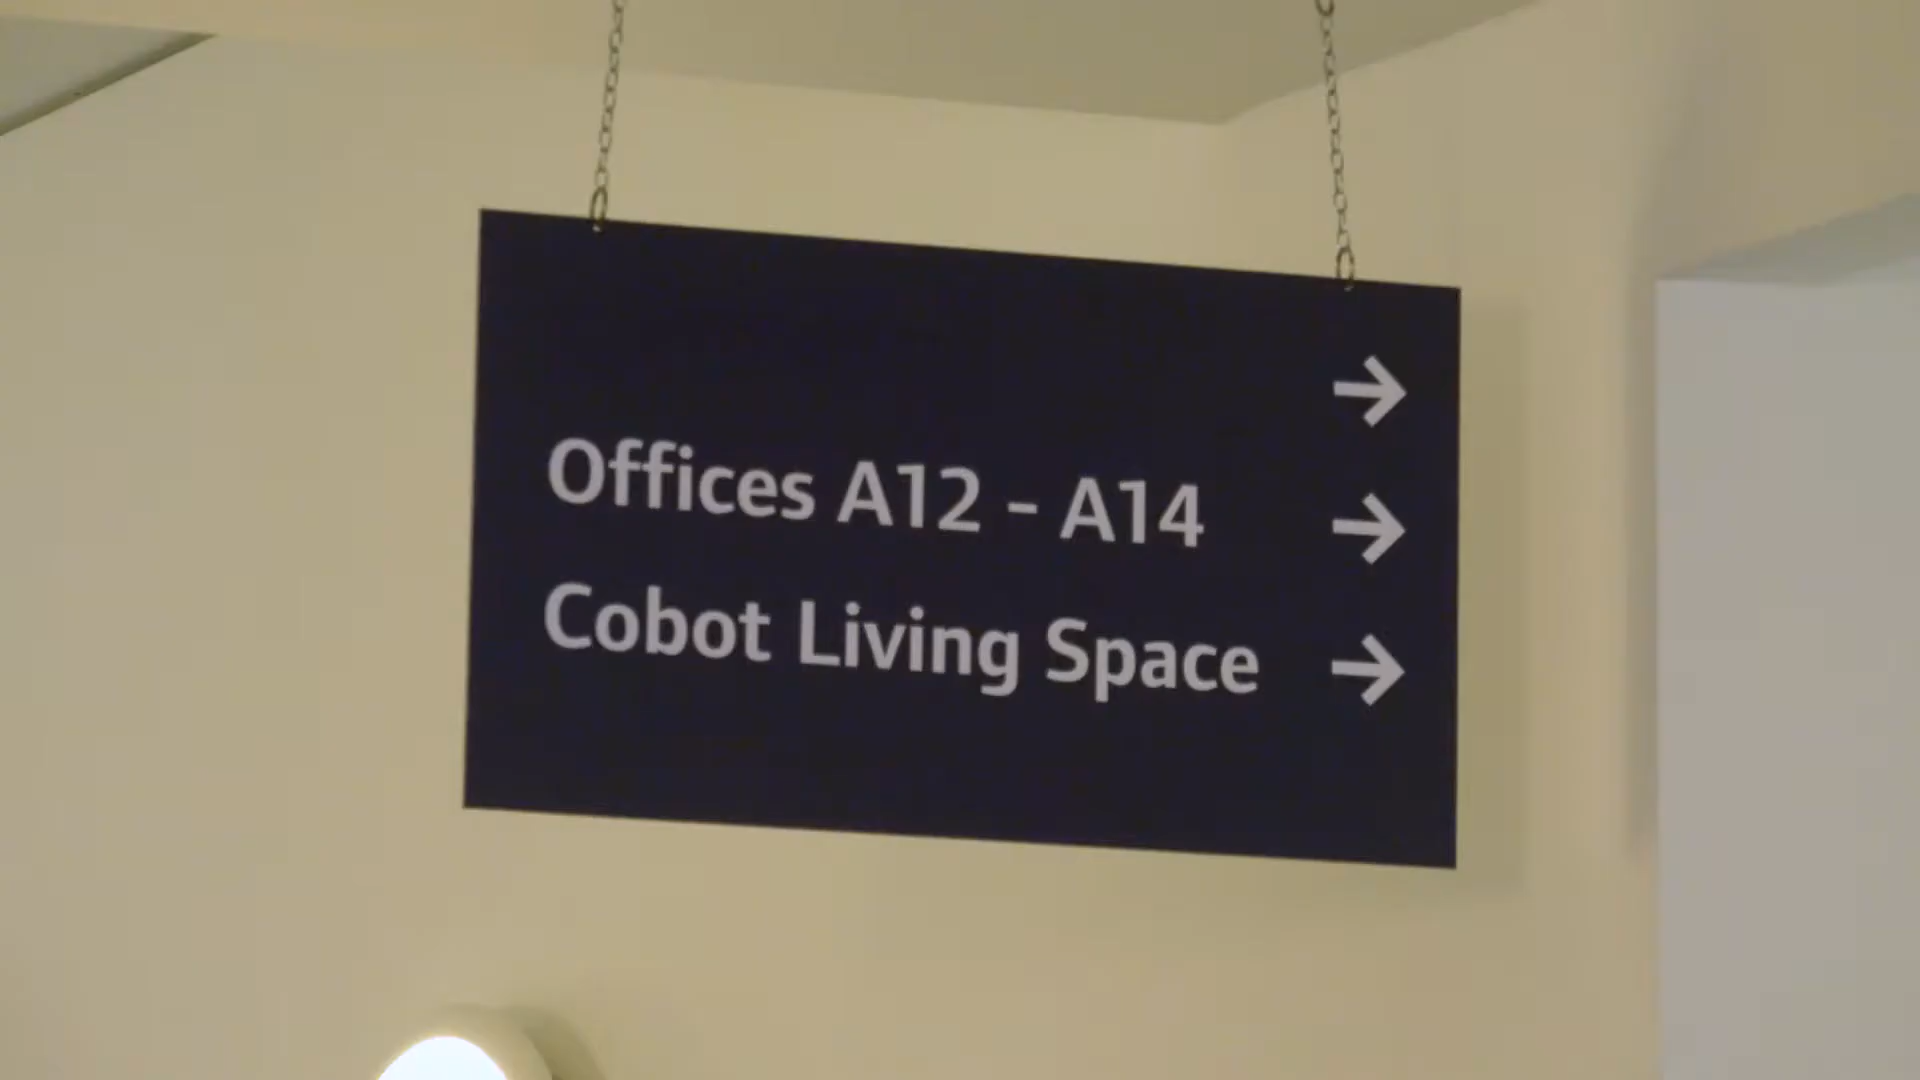 →
Offices A12 - A14 →
Cobot Living Space →